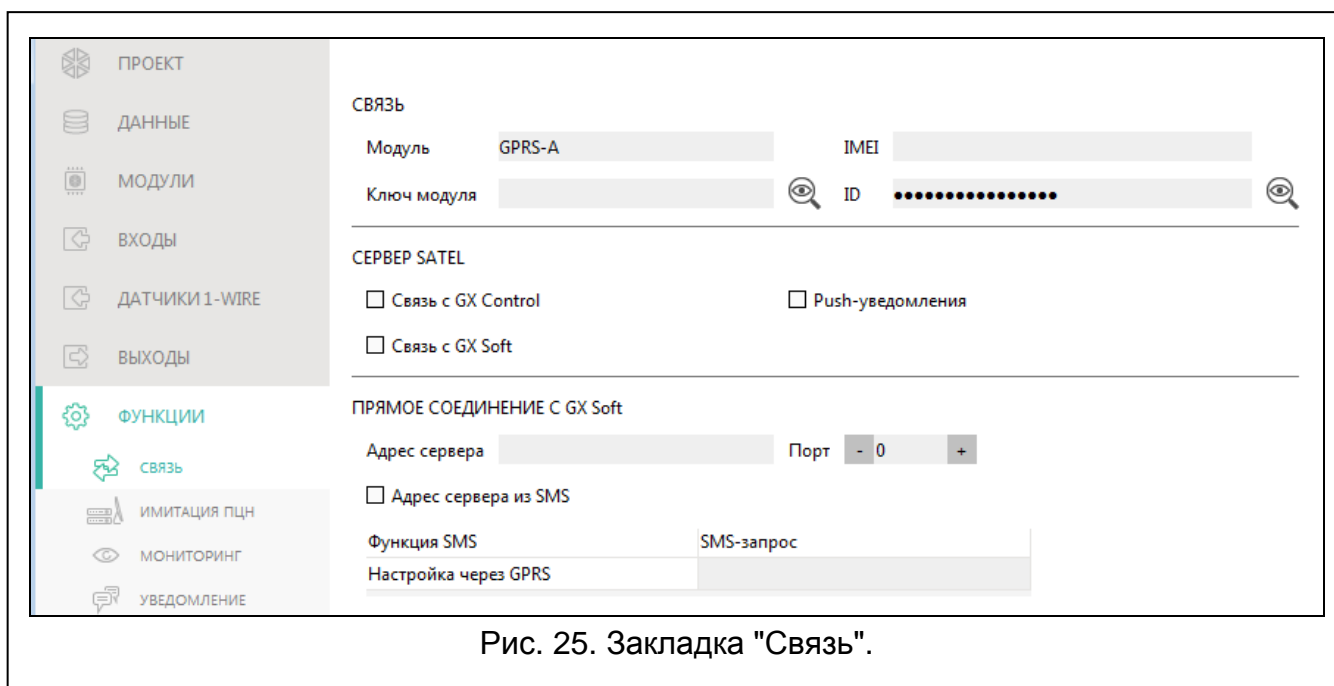 ПРОЕКТ
ДАННЫЕ
МОДУЛИ
ВХОДЫ
ДАТЧИКИ 1-WIRE
ВЫХОДЫ
ФУНКЦИИ
СВЯЗЬ
ИМИТАЦИЯ ПЦН
МОНИТОРИНГ
УВЕДОМЛЕНИЕ
СВЯЗЬ
Модуль GPRS-A IMEI
Ключ модуля ID ●●●●●●●●●●●●●●●●
СЕРВЕР SATEL
Связь с GX Control Push-уведомления
Связь с GX Soft
ПРЯМОЕ СОЕДИНЕНИЕ С GX Soft
Адрес сервера Порт - 0 +
Адрес сервера из SMS
Функция SMS SMS-запрос
Настройка через GPRS
Рис. 25. Закладка "Связь".